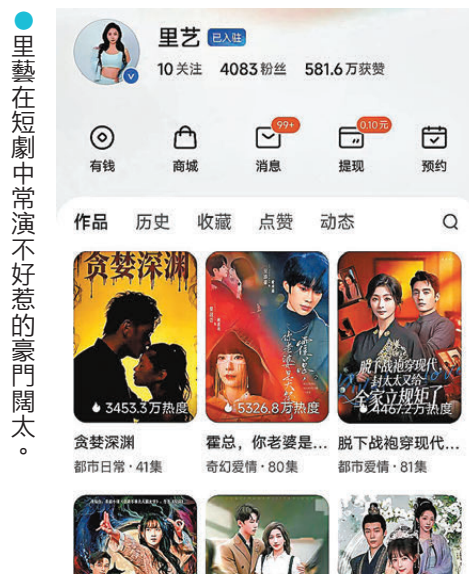 ●里藝在短劇中常演不好惹的豪門闊太。
里艺 已入驻
10 关注 4083 粉丝 581.6 万获赞
99+
0.10元
有钱 商城 消息 提现 预约
作品 历史 收藏 点赞 动态
贪婪深渊
3453.3万热度
5326.8万热度
脱下战袍穿现代
封太太又给
全家立规矩了
4467.2万热度
贪婪深渊
都市日常·41集
霍总，你老婆是...
奇幻爱情·80集
脱下战袍穿现代...
都市爱情·81集